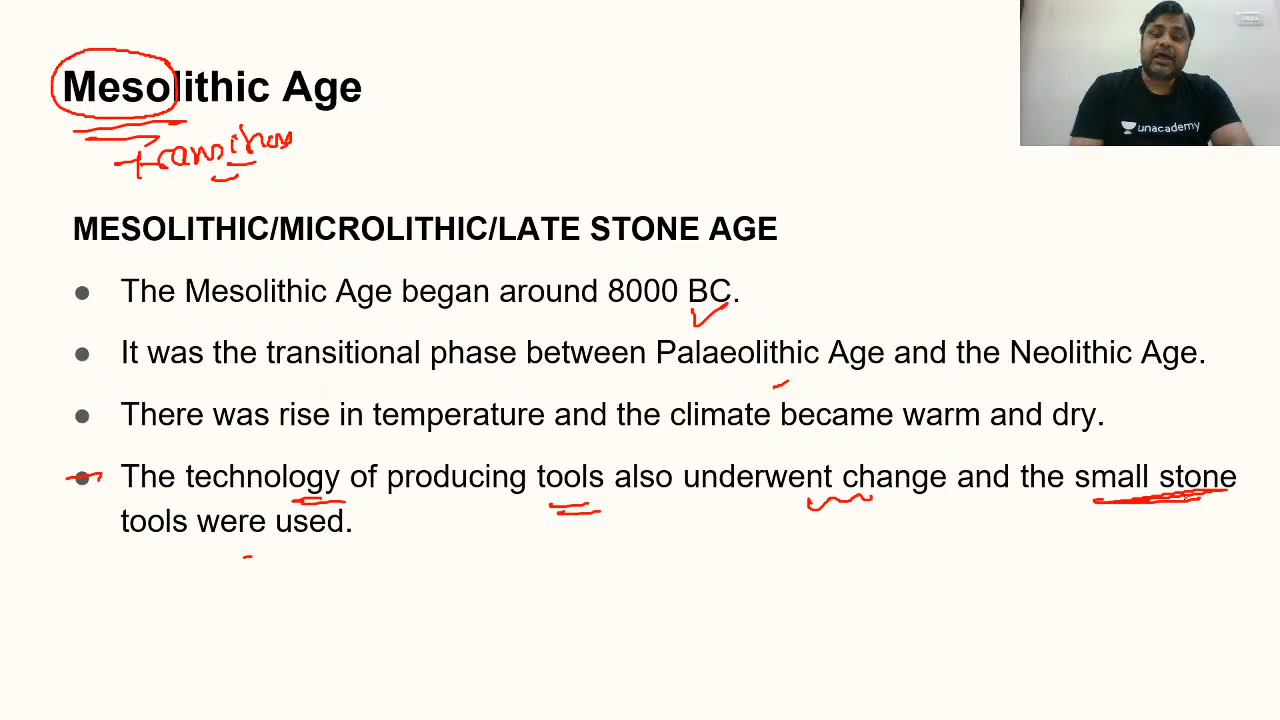 Mesolithic Age
Transition
unacademy
MESOLITHIC/MICROLITHIC/LATE STONE AGE
The Mesolithic Age began around 8000 BC.
It was the transitional phase between Palaeolithic Age and the Neolithic Age.
There was rise in temperature and the climate became warm and dry.
The technology of producing tools also underwent change and the small stone
tools were used.